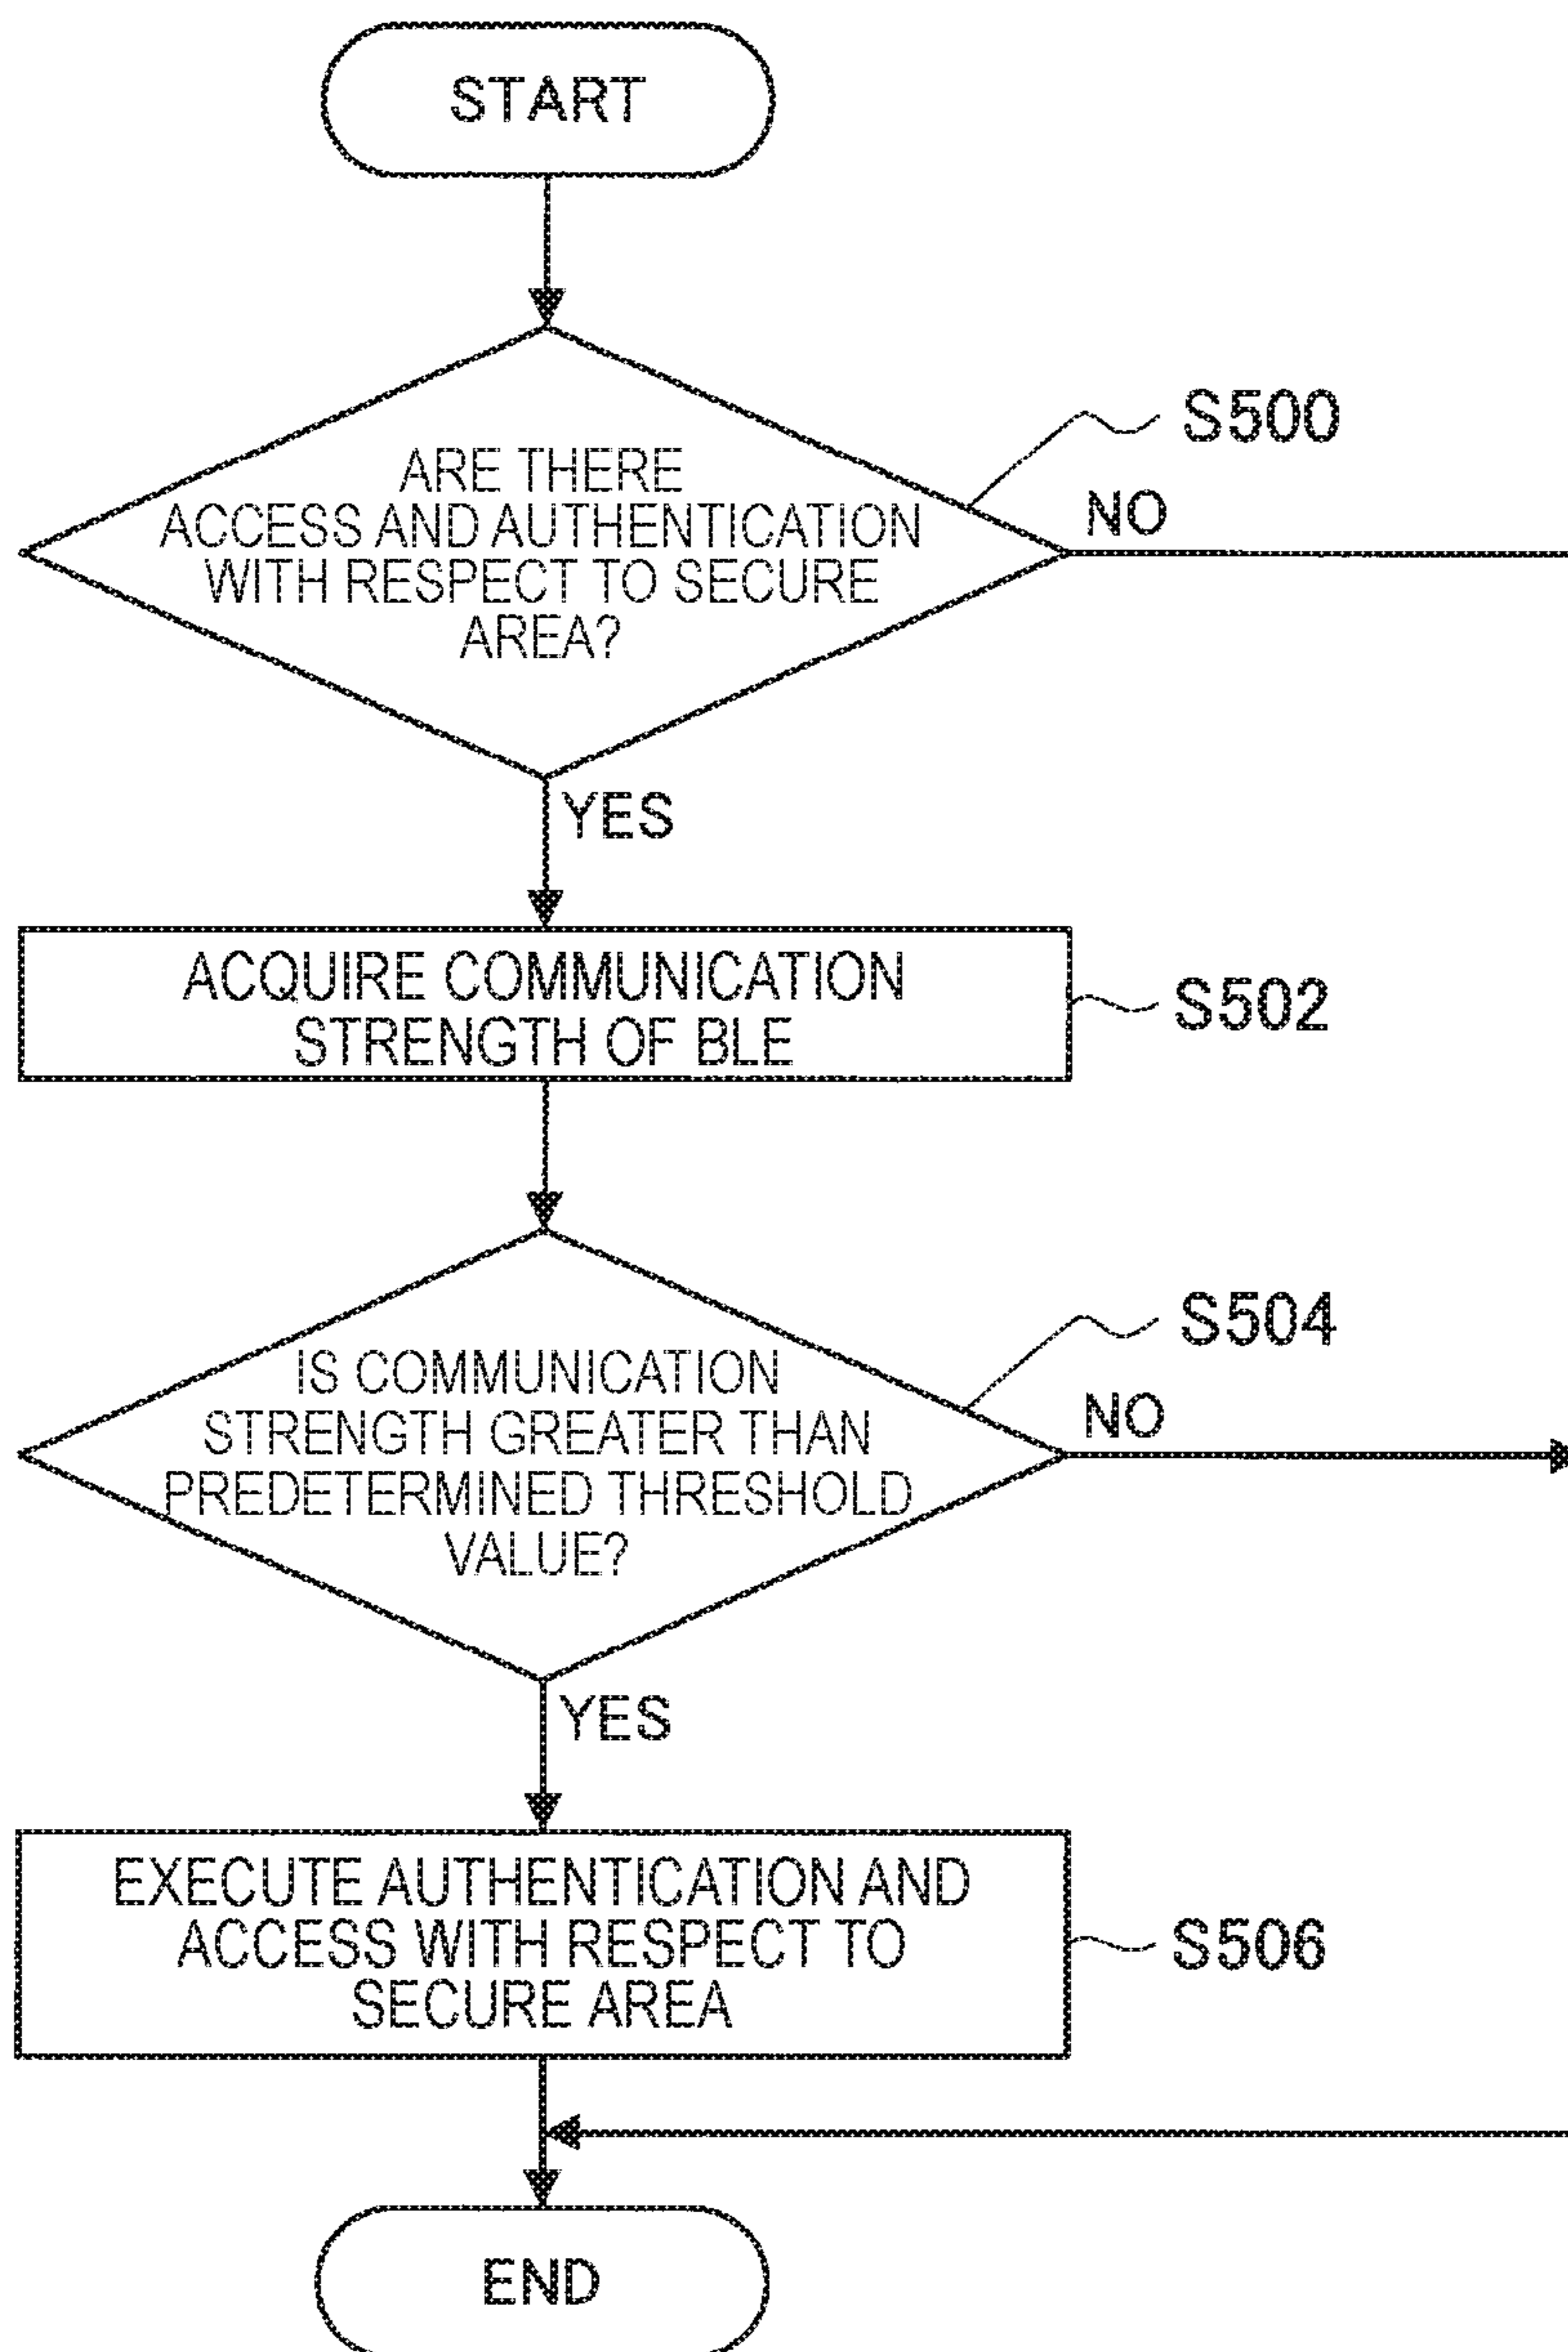 START
S500
ARE THERE
ACCESS AND AUTHENTICATION
WITH RESPECT TO SECURE
AREA?
NO
YES
ACQUIRE COMMUNICATION
STRENGTH OF BLE
S502
S504
IS COMMUNICATION
STRENGTH GREATER THAN
PREDETERMINED THRESHOLD
VALUE?
NO
YES
EXECUTE AUTHENTICATION AND
ACCESS WITH RESPECT TO
SECURE AREA
S506
END